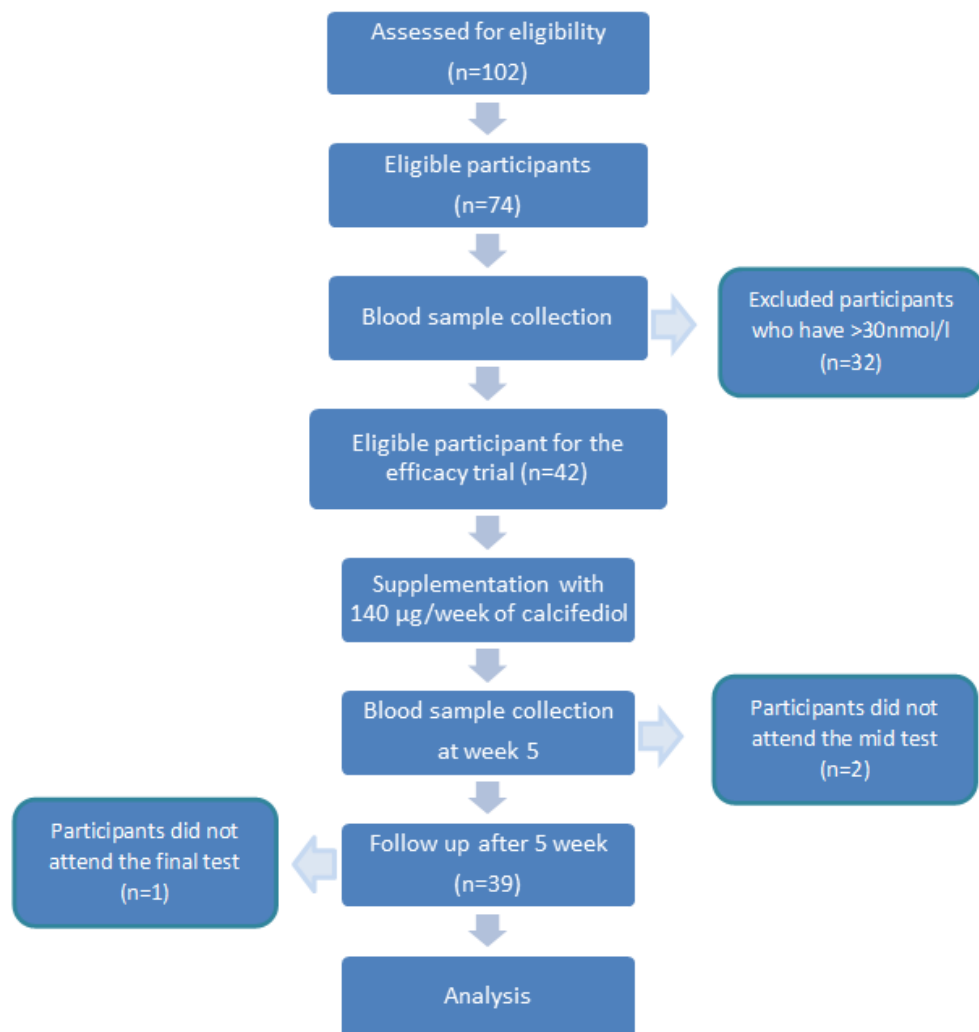 Assessed for eligibility
(n=102)
Eligible participants
(n=74)
Blood sample collection
Excluded participants
who have >30nmol/l
(n=32)
Eligible participant for the
efficacy trial (n=42)
Supplementation with
140 µg/week of calcifediol
Blood sample collection
at week 5
Participants did not
attend the mid test
(n=2)
Participants did not
attend the final test
(n=1)
Follow up after 5 week
(n=39)
Analysis